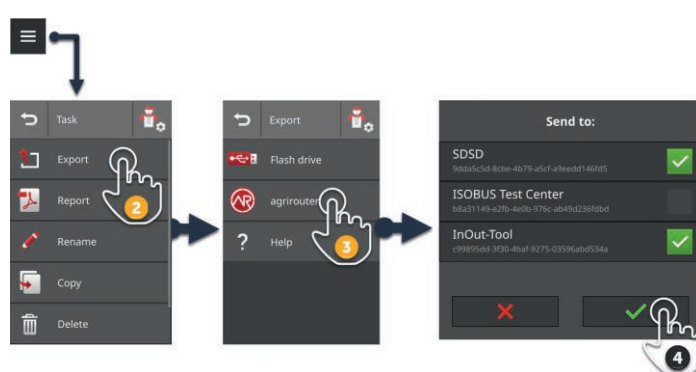 Task
Export
Report
Rename
Copy
Delete
2
Export
Flash drive
agrirouter
Help
3
Send to:
SDSD
9dda5c5d-8cbe-4b79-a5cf-a9eedd146fd5
ISOBUS Test Center
b8a31149-e2fb-4e0b-976c-ab49d236fdbd
InOut-Tool
c99895dd-3f30-4baf-9275-03596abd534a
4